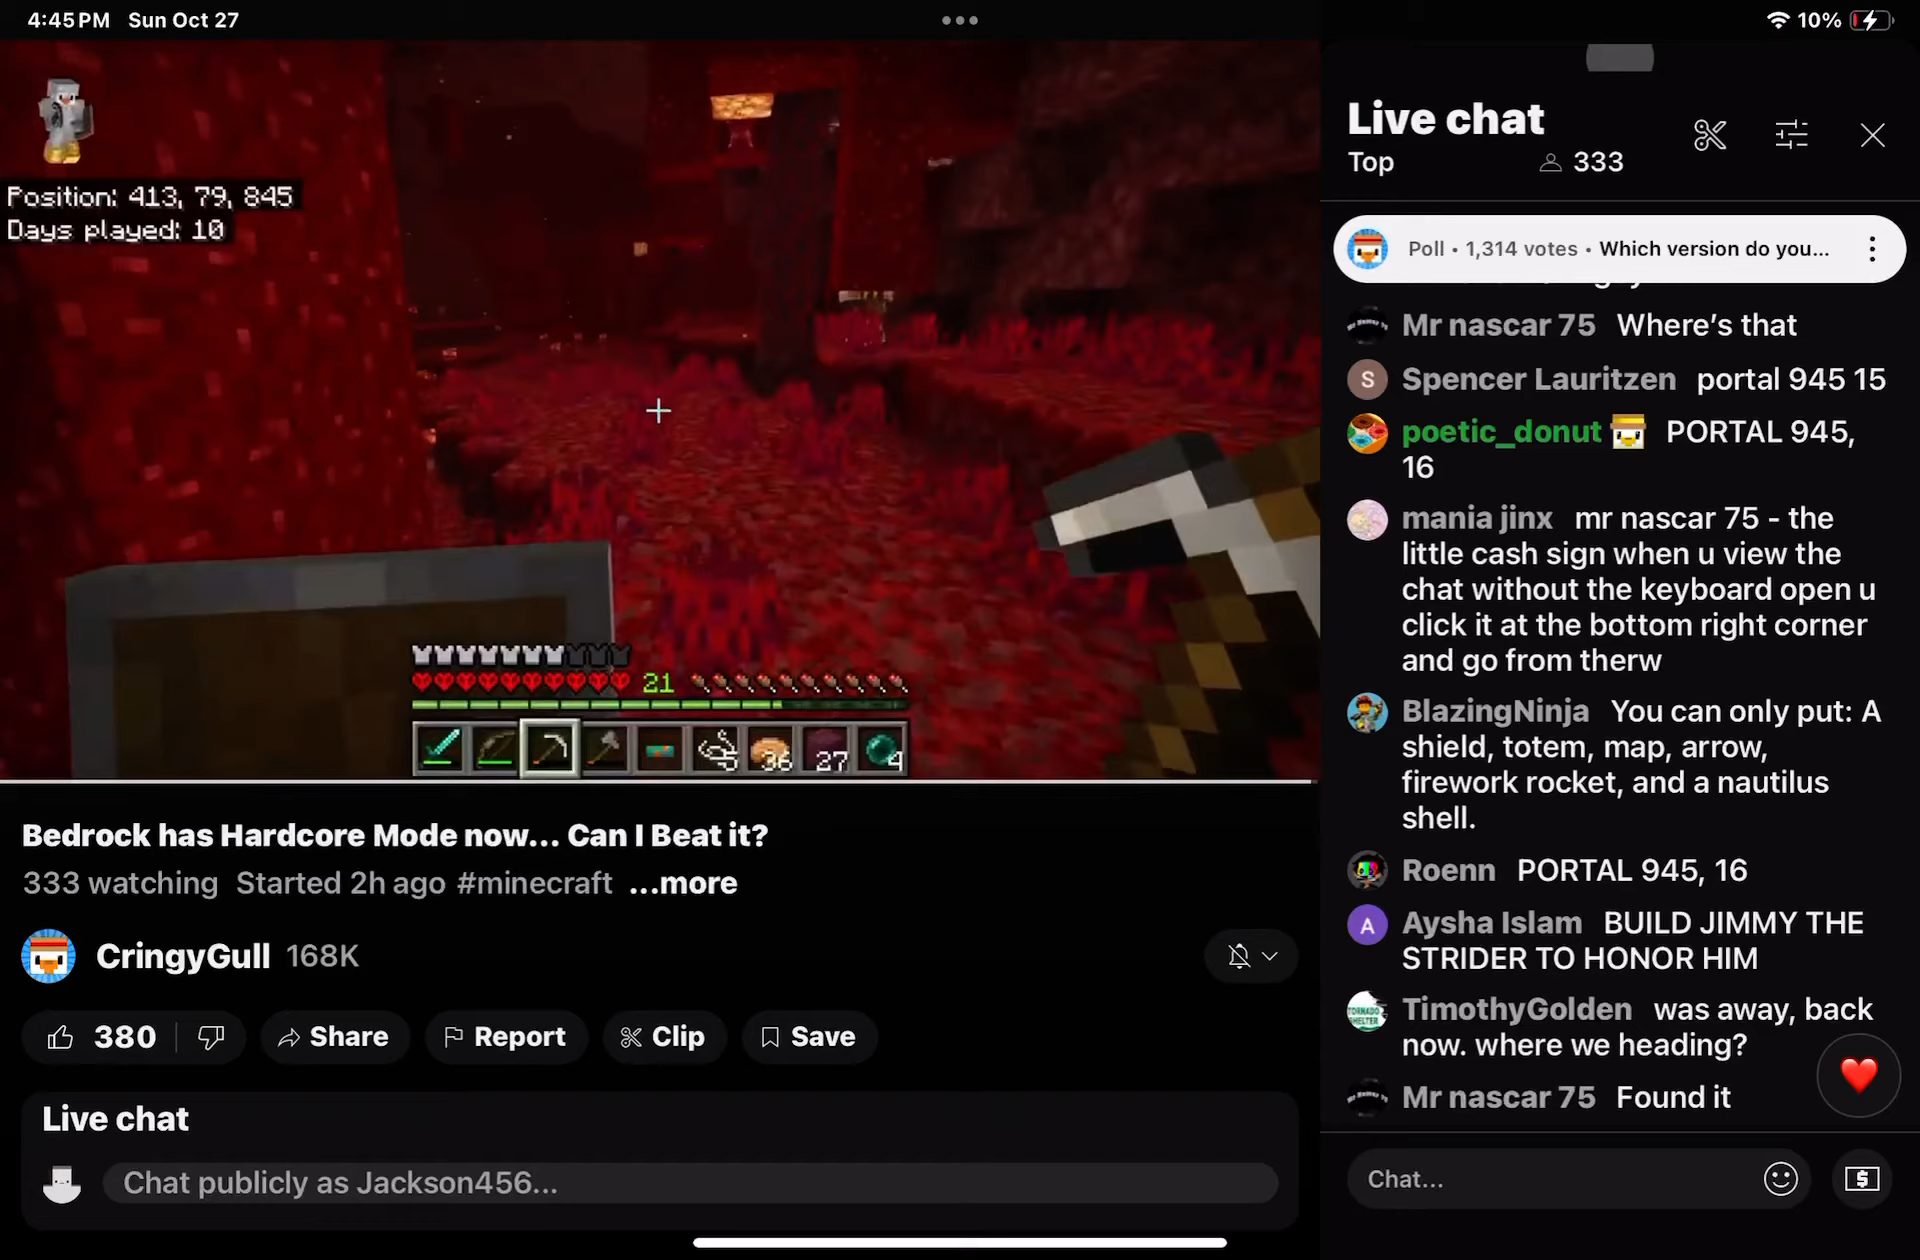 4:45 PM Sun Oct 27
10%
Position: 413, 79, 845
Days played: 10
21
36
27
4
Bedrock has Hardcore Mode now... Can I Beat it?
333 watching Started 2h ago #minecraft ...more
CringyGull 168K
380
Share
Report
Clip
Save
Live chat
Chat publicly as Jackson456...
Live chat
Top
333
Poll • 1,314 votes • Which version do you...
Mr nascar 75 Where's that
S
Spencer Lauritzen portal 945 15
poetic_donut PORTAL 945,
16
mania jinx mr nascar 75 - the
little cash sign when u view the
chat without the keyboard open u
click it at the bottom right corner
and go from therw
BlazingNinja You can only put: A
shield, totem, map, arrow,
firework rocket, and a nautilus
shell.
Roenn PORTAL 945, 16
A
Aysha Islam BUILD JIMMY THE
STRIDER TO HONOR HIM
TimothyGolden was away, back
now. where we heading?
Mr nascar 75 Found it
Chat...